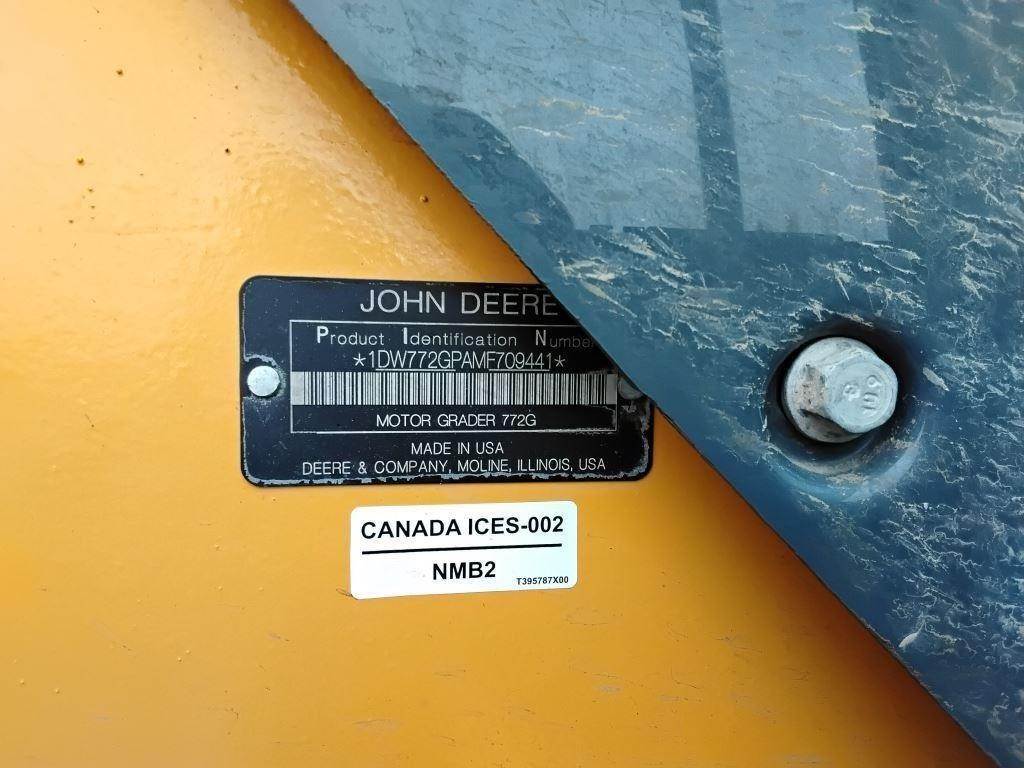 JOHN DEERE
Product Identification Number
*1DW772GPAMF709441*
MOTOR GRADER 772G
MADE IN USA
DEERE & COMPANY, MOLINE, ILLINOIS, USA
CANADA ICES-002
NMB2
T395787X00